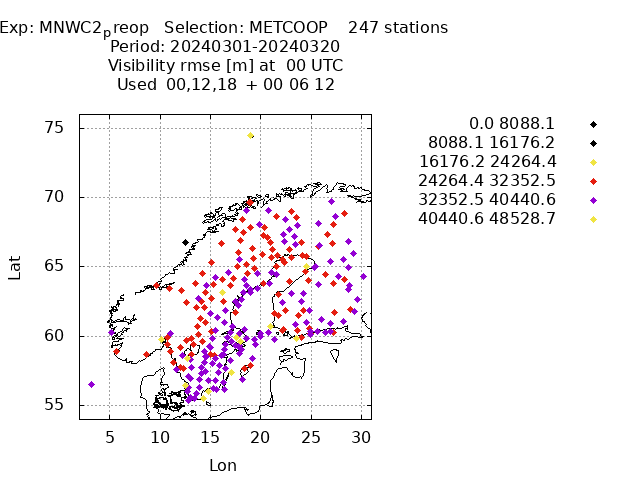 Exp: MNWC2preop Selection: METCOOP 247 stations
Period: 20240301-20240320
Visibility rmse [m] at 00 UTC
Used 00,12,18 + 00 06 12
0.0 8088.1
8088.1 16176.2
16176.2 24264.4
24264.4 32352.5
32352.5 40440.6
40440.6 48528.7
75
70
65
60
55
Lat
5 10 15 20 25 30
Lon